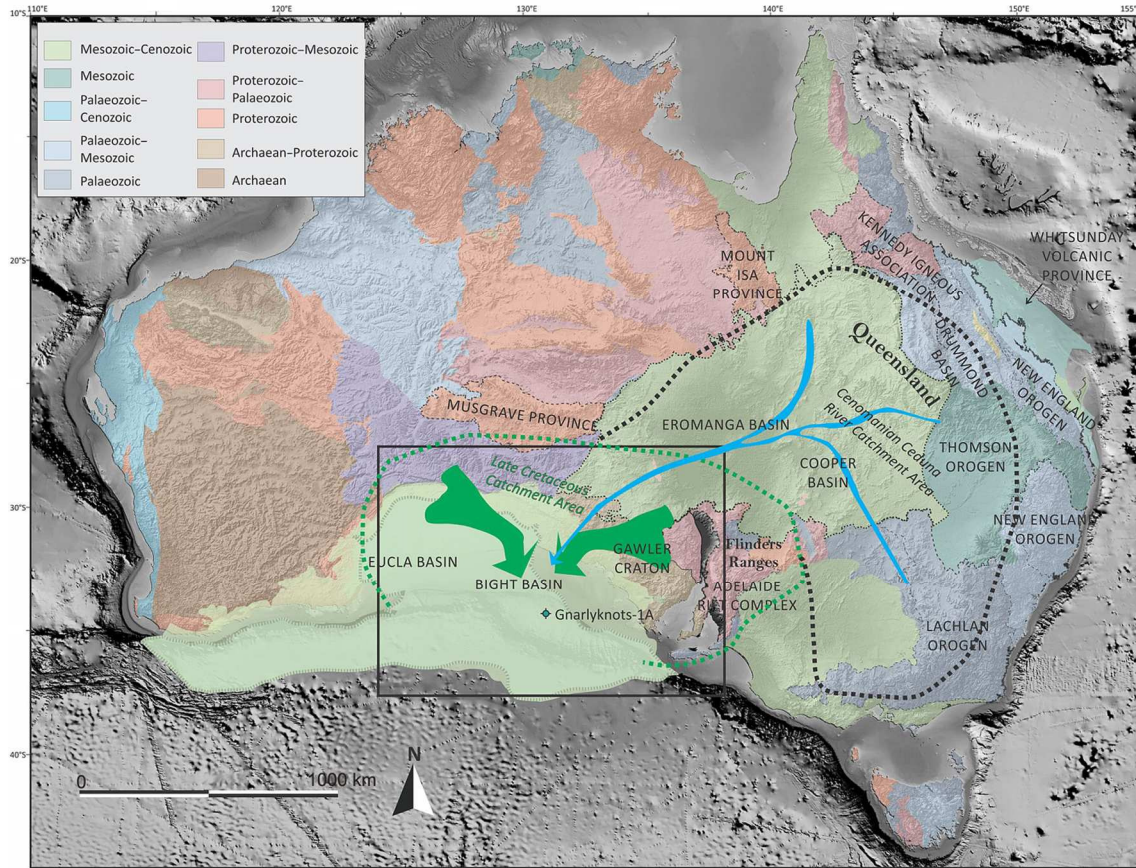 110°E
120°E
130°E
140°E
150°E
155°
10°S
20°S
30°S
40°S
Mesozoic–Cenozoic
Mesozoic
Palaeozoic–
Cenozoic
Palaeozoic–
Mesozoic
Palaeozoic
Proterozoic–Mesozoic
Proterozoic–
Palaeozoic
Proterozoic
Archaean–Proterozoic
Archaean
KENNEDY IGNEOUS
ASSOCIATION
WHITSUNDAY
VOLCANIC
PROVINCE
MOUNT
ISA
PROVINCE
Queensland
DRUMMOND
BASIN
NEW ENGLAND
OROGEN
MUSGRAVE PROVINCE
EROMANGA BASIN
Cenomanian Ceduna
River Catchment Area
COOPER
BASIN
THOMSON
OROGEN
Late Cretaceous
Catchment Area
NEW ENGLAND
OROGEN
EUCLA BASIN
BIGHT BASIN
GAWLER
CRATON
Flinders
Ranges
ADELAIDE
RIFT COMPLEX
Gnarlyknots-1A
LACHLAN
OROGEN
0
1000 km
N